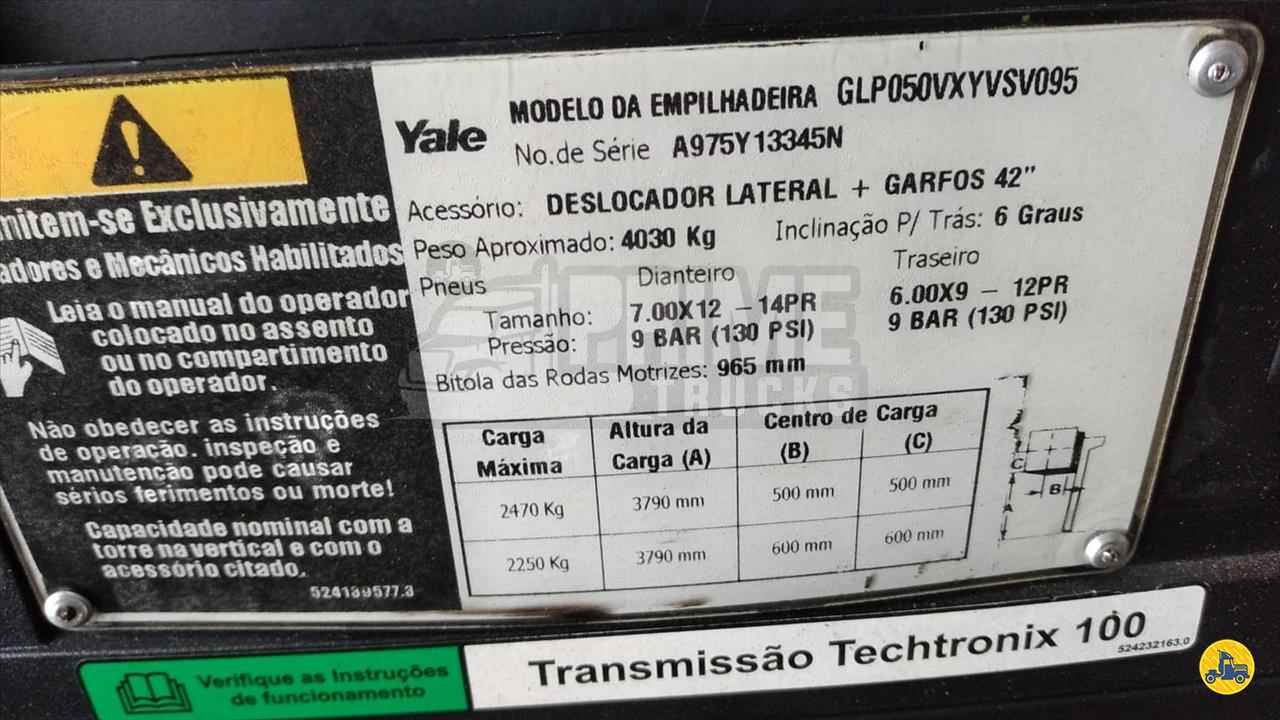 mitem-se Exclusivamente
adores e Mecânicos Habilitados
Leia o manual do operador
colocado no assento
ou no compartimento
do operador.
Não obedecer as instruções
de operação. inspeção e
manutenção pode causar
sérios ferimentos ou morte!
Capacidade nominal com a
torre na vertical e com o
acessório citado.
524189577.3
Yale
MODELO DA EMPILHADEIRA GLP050VXYVSV095
No.de Série A975Y13345N
Acessório: DESLOCADOR LATERAL + GARFOS 42"
Peso Aproximado: 4030 Kg Inclinação P/ Trás: 6 Graus
Pneus Dianteiro Traseiro
Tamanho: 7.00X12 - 14PR 6.00X9 - 12PR
Pressão: 9 BAR (130 PSI) 9 BAR (130 PSI)
Bitola das Rodas Motrizes: 965 mm
Carga Máxima Altura da Carga (A) Centro de Carga (B) (C)
2470 Kg 3790 mm 500 mm 500 mm
2250 Kg 3790 mm 600 mm 600 mm
C
B
A
PRIME
TRUCKS
Verifique as Instruções
de funcionamento
Transmissão Techtronix 100
524232163.0